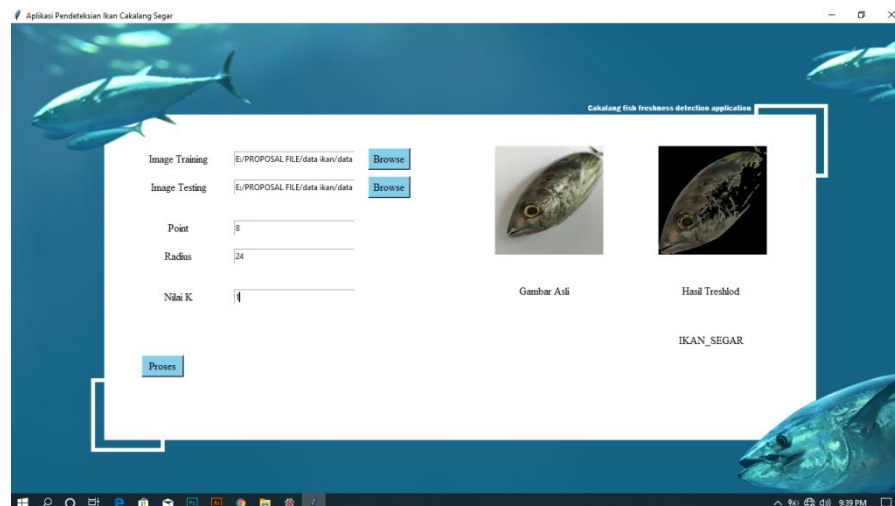 Aplikasi Pendeteksian Ikan Cakalang Segar
Cakalang fish freshness detection application
Image Training E:/PROPOSAL FILE/data ikan/data Browse
Image Testing E:/PROPOSAL FILE/data ikan/data Browse
Point 8
Radius 24
Nilai K 1
Gambar Asli Hasil Treshlod
IKAN_SEGAR
Proses
Ps Ai 9:39 PM